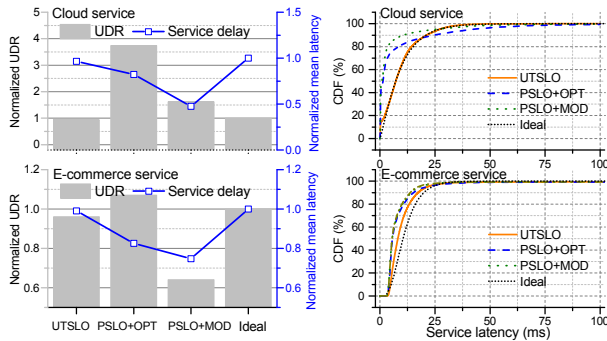 Cloud service
UDR
Service delay
Normalized UDR
5
4
3
2
1
0
1.5
1.0
0.5
0.0
Normalized mean latency
E-commerce service
UDR
Service delay
Normalized UDR
1.2
1.0
0.8
0.6
1.2
1.0
0.8
0.6
Normalized mean latency
UTSLO PSLO+OPT PSLO+MOD Ideal
Cloud service
CDF (%)
100
80
60
40
20
0
UTSLO
PSLO+OPT
PSLO+MOD
Ideal
0 25 50 75 100
E-commerce service
CDF (%)
100
80
60
40
20
0
UTSLO
PSLO+OPT
PSLO+MOD
Ideal
0 25 50 75 100
Service latency (ms)